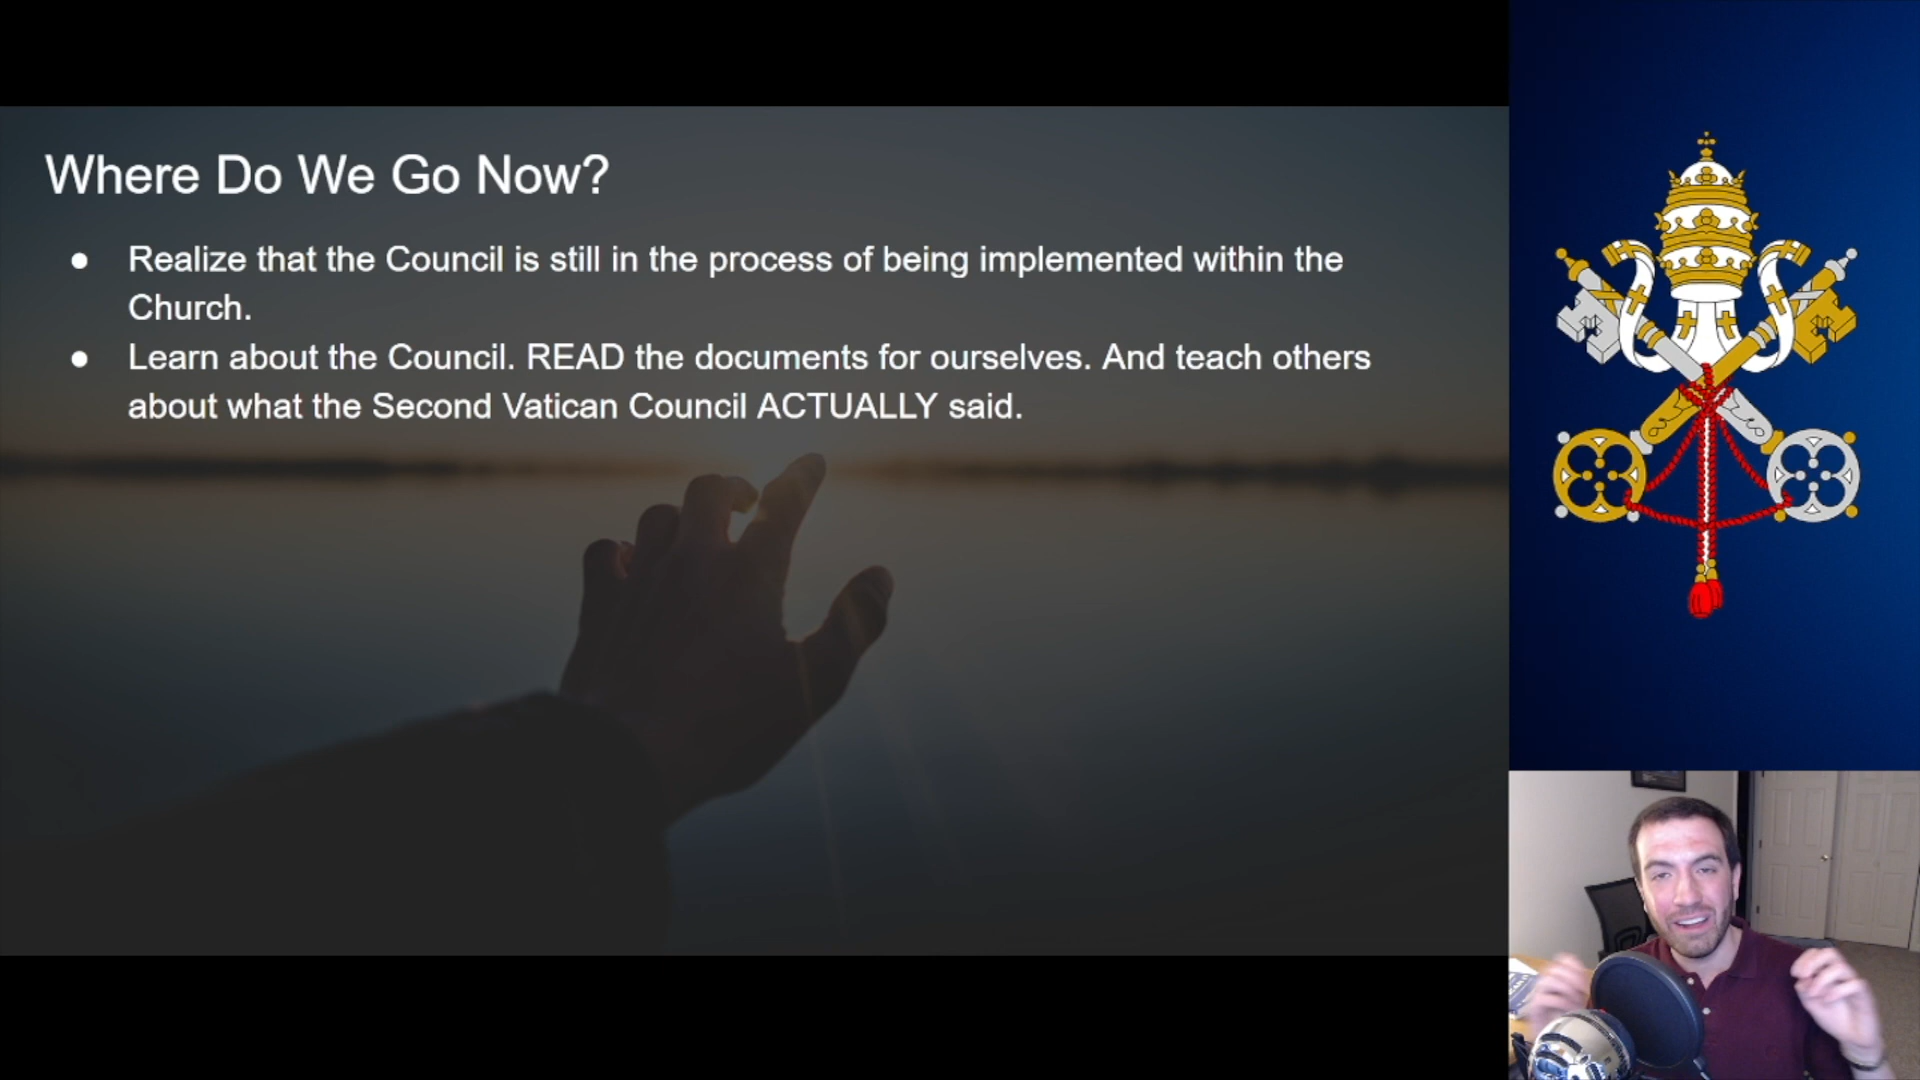 Where Do We Go Now?
● Realize that the Council is still in the process of being implemented within the
Church.
● Learn about the Council. READ the documents for ourselves. And teach others
about what the Second Vatican Council ACTUALLY said.